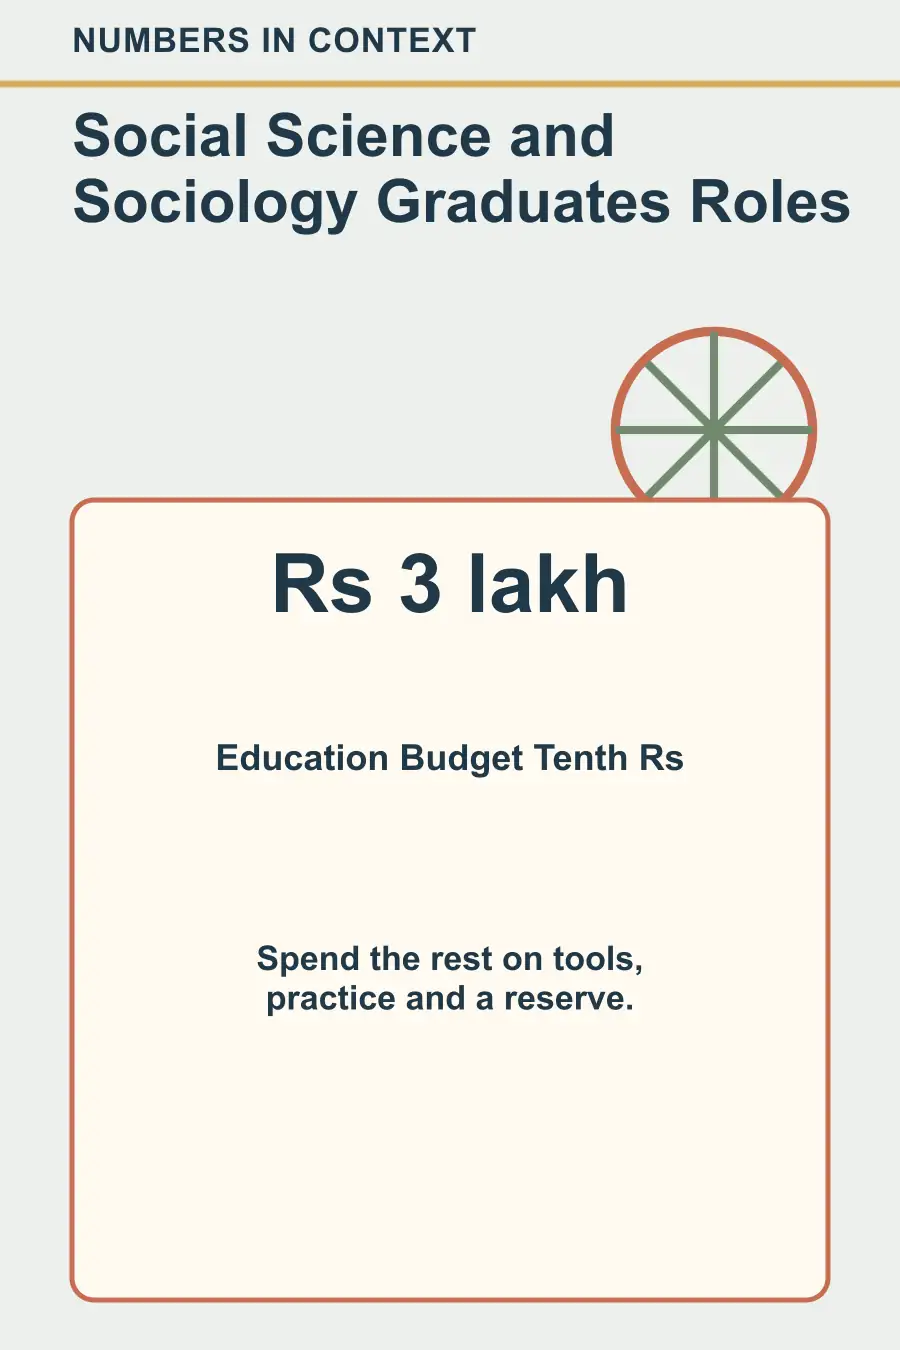 NUMBERS IN CONTEXT
Social Science and
Sociology Graduates Roles
Rs 3 lakh
Education Budget Tenth Rs
Spend the rest on tools,
practice and a reserve.